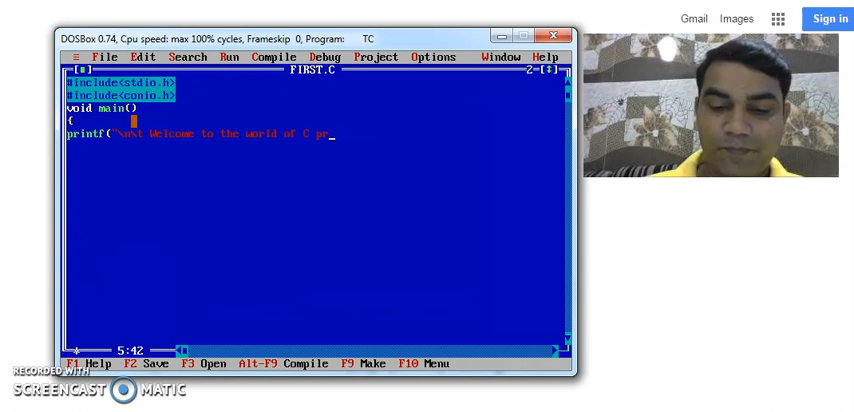 Gmail Images Sign in
DOSBox 0.74, Cpu speed: max 100% cycles, Frameskip 0, Program: TC
≡ File Edit Search Run Compile Debug Project Options Window Help
FIRST.C 2=[↕]
#include<stdio.h>
#include<conio.h>
void main()
{
printf("\n\t Welcome to the world of C pr_
* 5:42
F1 Help F2 Save F3 Open Alt-F9 Compile F9 Make F10 Menu
RECORDED WITH
SCREENCAST MATIC